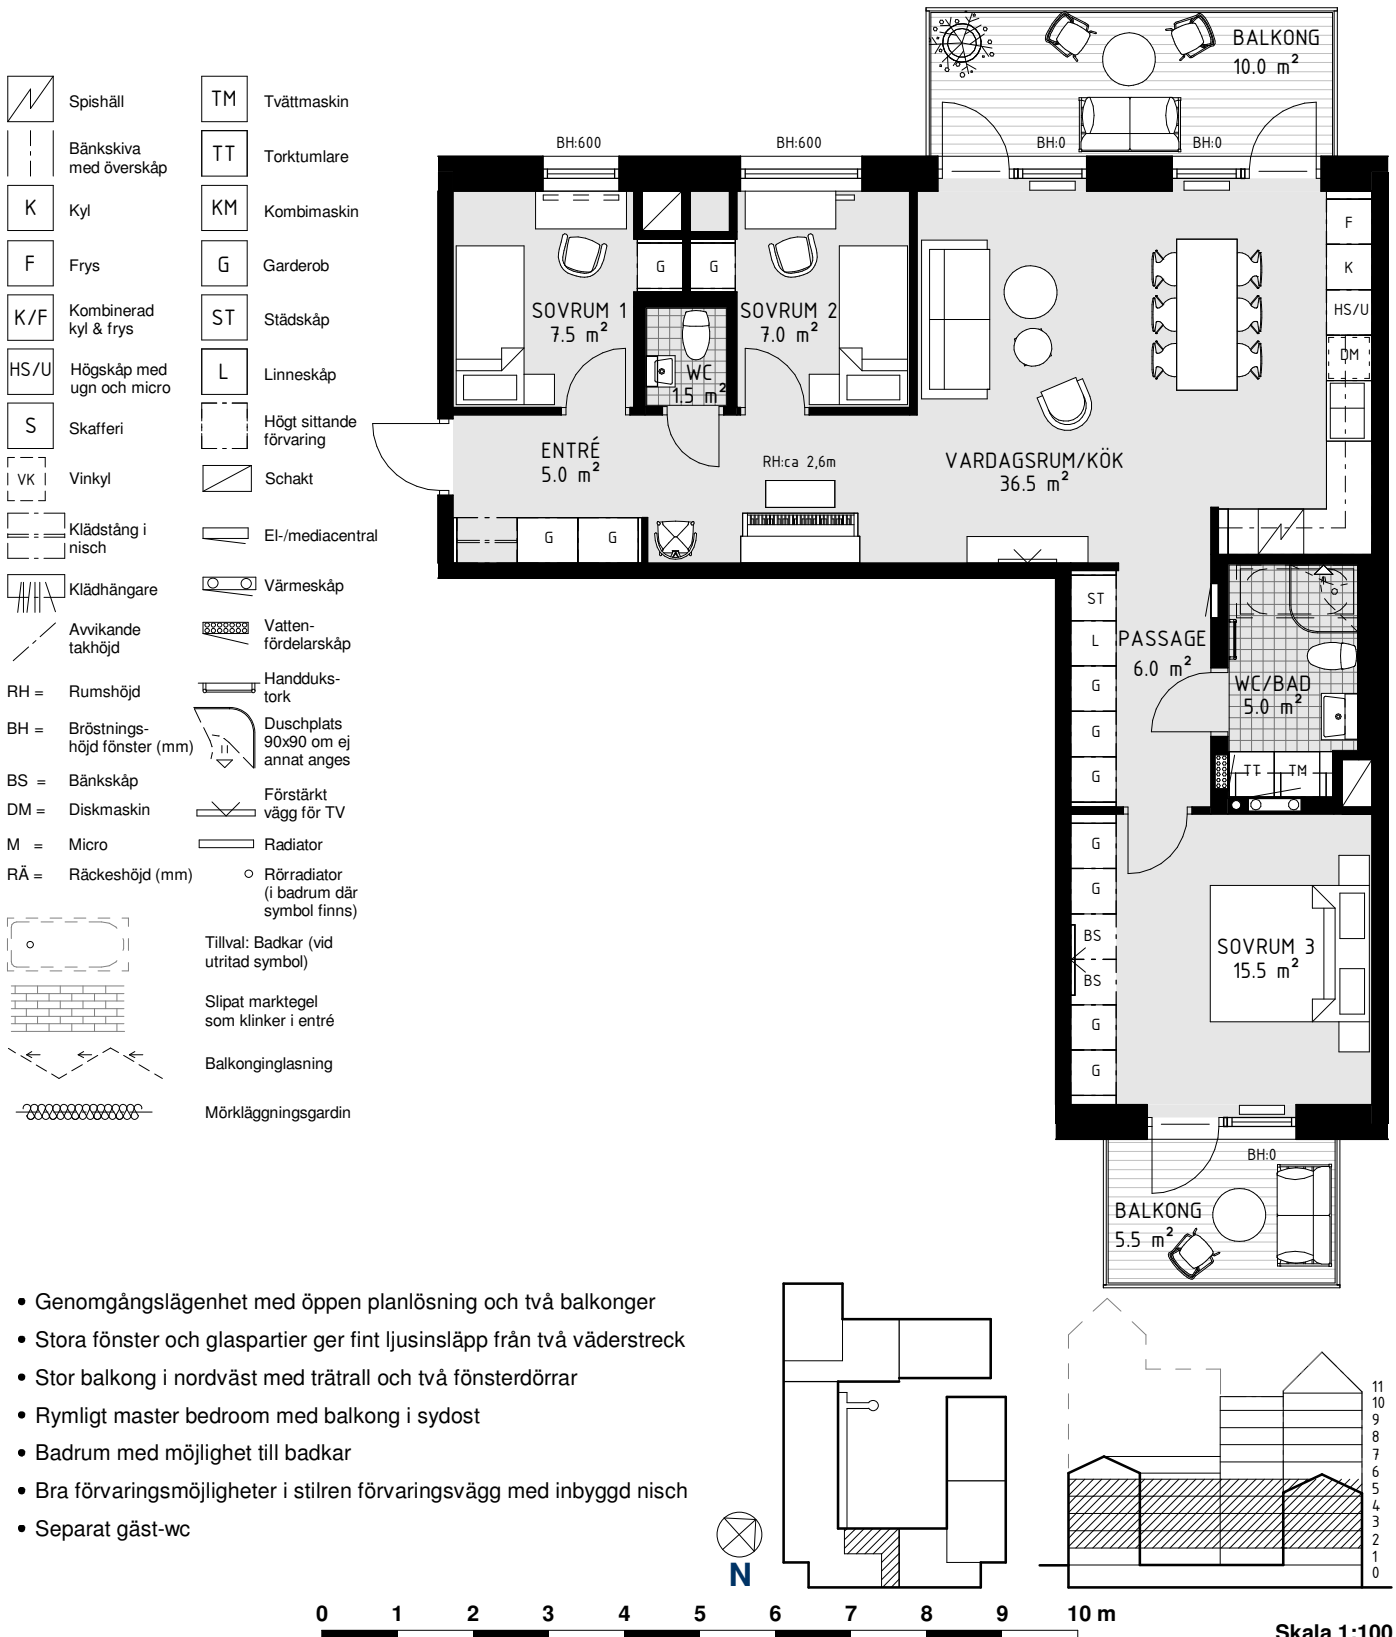 Spishäll
Bänkskiva
med överskåp
K
Kyl
F
Frys
K/F
Kombinerad
kyl & frys
HS/U
Högskåp med
ugn och micro
S
Skafferi
VK
Vinkyl
Klädstång i
nisch
Klädhängare
Avvikande
takhöjd
RH =
Rumshöjd
BH =
Bröstnings-
höjd fönster (mm)
BS =
Bänkskåp
DM =
Diskmaskin
M =
Micro
RÄ =
Räckeshöjd (mm)
TM
Tvättmaskin
TT
Torktumlare
KM
Kombimaskin
G
Garderob
ST
Städskåp
L
Linneskåp
Högt sittande
förvaring
Schakt
El-/mediacentral
Värmeskåp
Vatten-
fördelarskåp
Handduks-
tork
Duschplats
90x90 om ej
annat anges
Förstärkt
vägg för TV
Radiator
Rörradiator
(i badrum där
symbol finns)
Tillval: Badkar (vid
utritad symbol)
Slipat marktegel
som klinker i entré
Balkonginglasning
Mörkläggningsgardin
BALKONG
10.0 m²
BH:600
BH:600
BH:0
BH:0
F
K
HS/U
DM
G
G
SOVRUM 1
7.5 m²
SOVRUM 2
7.0 m²
WC
1.5 m²
ENTRÉ
5.0 m²
RH:ca 2,6m
VARDAGSRUM/KÖK
36.5 m²
G
G
ST
L
G
G
G
PASSAGE
6.0 m²
WC/BAD
5.0 m²
TT
TM
G
G
BS
BS
G
G
SOVRUM 3
15.5 m²
BH:0
BALKONG
5.5 m²
• Genomgångslägenhet med öppen planlösning och två balkonger
• Stora fönster och glaspartier ger fint ljusinsläpp från två väderstreck
• Stor balkong i nordväst med trätrall och två fönsterdörrar
• Rymligt master bedroom med balkong i sydost
• Badrum med möjlighet till badkar
• Bra förvaringsmöjligheter i stilren förvaringsvägg med inbyggd nisch
• Separat gäst-wc
N
11
10
9
8
7
6
5
4
3
2
1
0
0 1 2 3 4 5 6 7 8 9 10 m
Skala 1:100